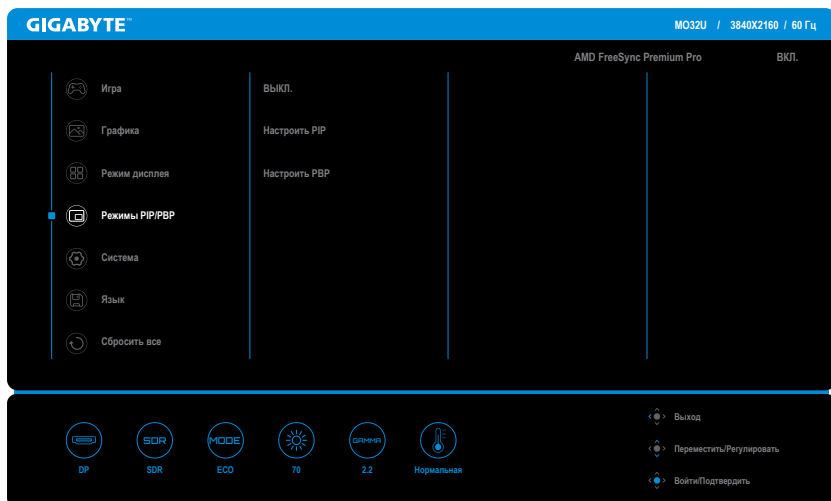 GIGABYTE™ MO32U / 3840X2160 / 60 Гц
AMD FreeSync Premium Pro ВКЛ.
Игра ВЫКЛ.
Графика Настроить PIP
Режим дисплея Настроить PBP
Режимы PIP/PBP
Система
Язык
Сбросить все
SDR MODE GAMMA
DP SDR ECO 70 2.2 Нормальная
Выход
Переместить/Регулировать
Войти/Подтвердить